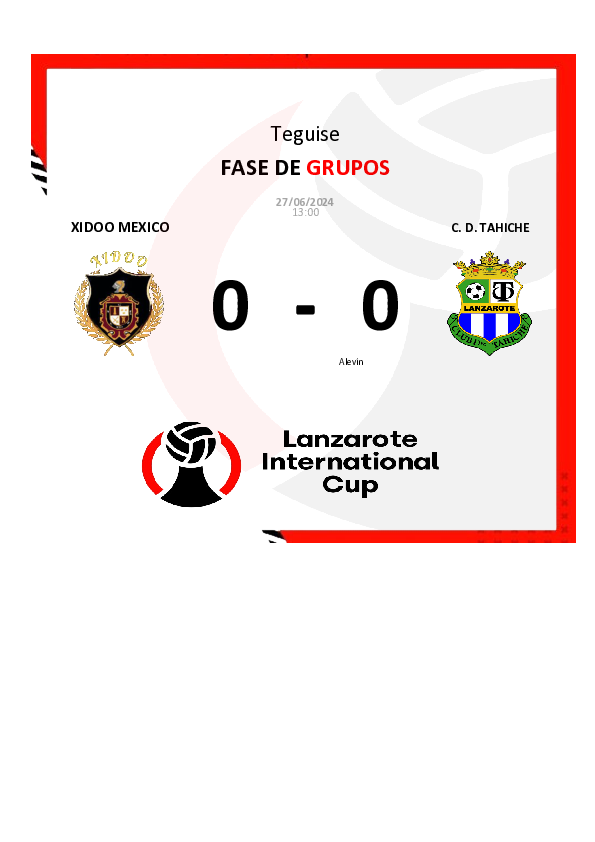 Teguise
FASE DE GRUPOS
27/06/2024
13:00
XIDOO MEXICO
C. D. TAHICHE
XIDOO
LANZAROTE
0 - 0
Alevin
Lanzarote
International
Cup